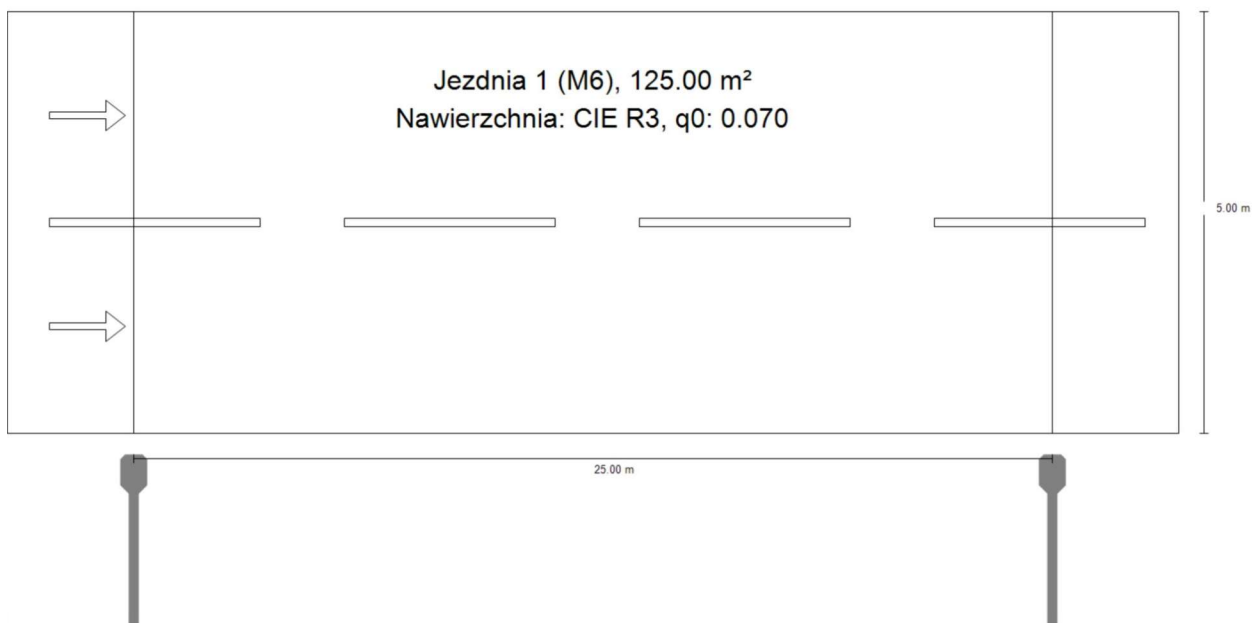 Jezdnia 1 (M6), 125.00 m²
Nawierzchnia: CIE R3, q0: 0.070
5.00 m
25.00 m